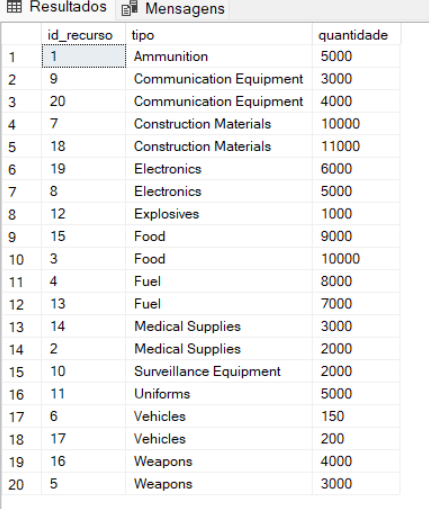 Resultados Mensagens
id_recurso tipo quantidade
1 1 Ammunition 5000
2 9 Communication Equipment 3000
3 20 Communication Equipment 4000
4 7 Construction Materials 10000
5 18 Construction Materials 11000
6 19 Electronics 6000
7 8 Electronics 5000
8 12 Explosives 1000
9 15 Food 9000
10 3 Food 10000
11 4 Fuel 8000
12 13 Fuel 7000
13 14 Medical Supplies 3000
14 2 Medical Supplies 2000
15 10 Surveillance Equipment 2000
16 11 Uniforms 5000
17 6 Vehicles 150
18 17 Vehicles 200
19 16 Weapons 4000
20 5 Weapons 3000